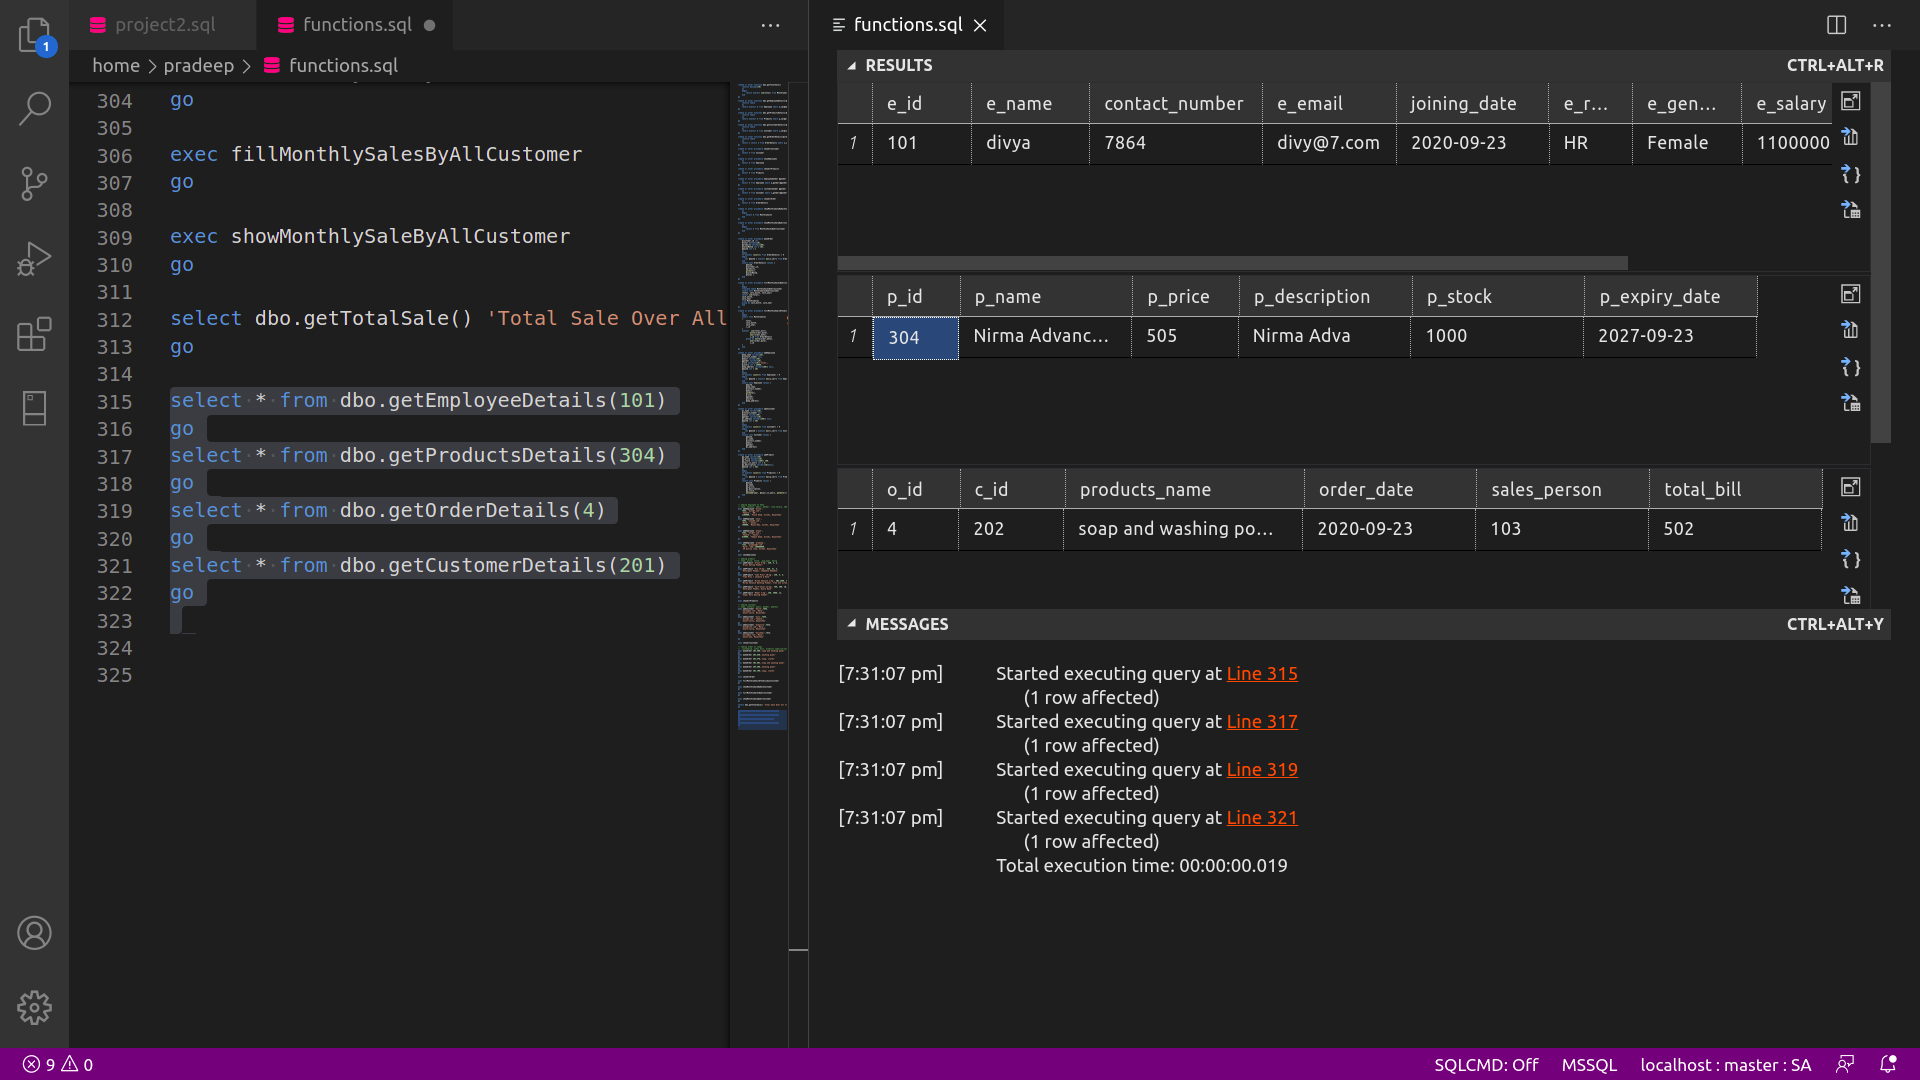 project2.sql
functions.sql
functions.sql
1
home pradeep functions.sql
RESULTS CTRL+ALT+R
304 go
305
306 exec fillMonthlySalesByAllCustomer
307 go
308
309 exec showMonthlySaleByAllCustomer
310 go
311
312 select dbo.getTotalSale() 'Total Sale Over All
313 go
314
315 select * from dbo.getEmployeeDetails(101)
316 go
317 select * from dbo.getProductsDetails(304)
318 go
319 select * from dbo.getOrderDetails(4)
320 go
321 select * from dbo.getCustomerDetails(201)
322 go
323
324
325
e_id e_name contact_number e_email joining_date e_r... e_gen... e_salary
1 101 divya 7864 divy@7.com 2020-09-23 HR Female 1100000
p_id p_name p_price p_description p_stock p_expiry_date
1 304 Nirma Advanc... 505 Nirma Adva 1000 2027-09-23
o_id c_id products_name order_date sales_person total_bill
1 4 202 soap and washing po... 2020-09-23 103 502
MESSAGES CTRL+ALT+Y
[7:31:07 pm] Started executing query at Line 315
(1 row affected)
[7:31:07 pm] Started executing query at Line 317
(1 row affected)
[7:31:07 pm] Started executing query at Line 319
(1 row affected)
[7:31:07 pm] Started executing query at Line 321
(1 row affected)
Total execution time: 00:00:00.019
9 0 SQLCMD: Off MSSQL localhost : master : SA